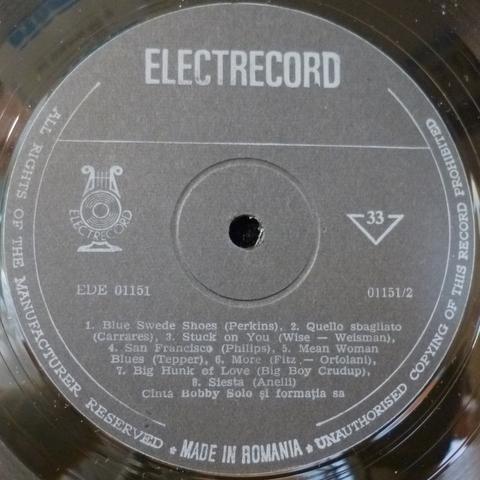 ELECTRECORD
ELECTRECORD
33
EDE 01151
01151/2
1. Blue Swede Shoes (Perkins), 2. Quello sbagliato
(Carrares), 3. Stuck on You (Wise — Weisman),
4. San Francisco (Philips), 5. Mean Woman
Blues (Tepper), 6. More (Fitz — Ortolani),
7. Big Hunk of Love (Big Boy Crudup),
8. Siesta (Anelli)
Cîntă Bobby Solo și formația sa
ALL RIGHTS OF THE MANUFACTURER RESERVED ★ MADE IN ROMANIA ★ UNAUTHORISED COPYING OF THIS RECORD PROHIBITED